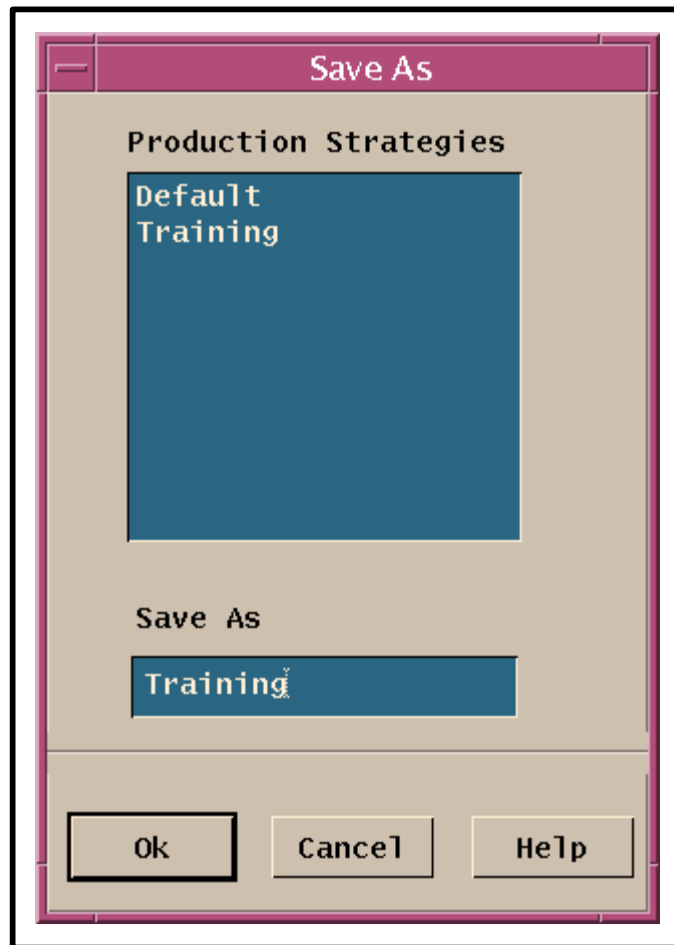 Save As
Production Strategies
Default
Training
Save As
Training
Ok
Cancel
Help